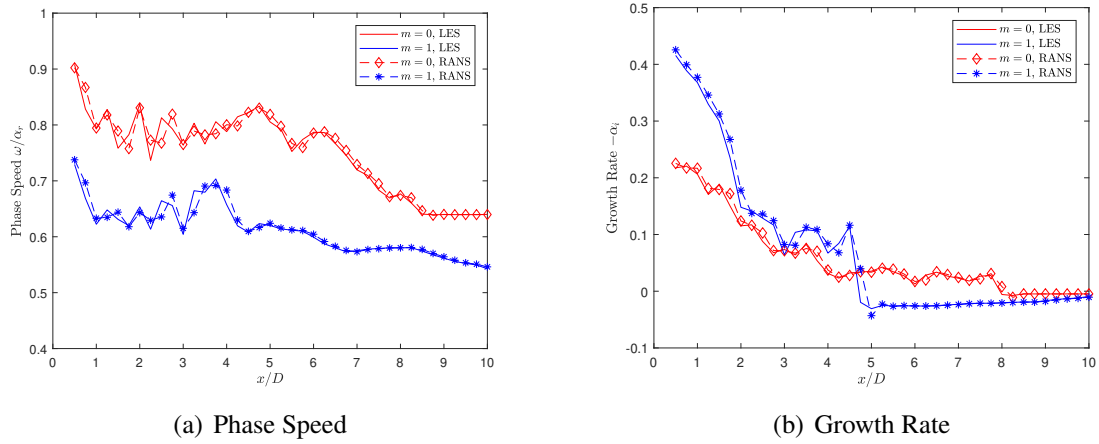 1
0.9
0.8
0.7
0.6
0.5
0.4
Phase Speed ω/αᵣ
0 1 2 3 4 5 6 7 8 9 10
x/D
m = 0, LES
m = 1, LES
m = 0, RANS
m = 1, RANS
(a) Phase Speed
0.5
0.4
0.3
0.2
0.1
0
-0.1
Growth Rate −αᵢ
0 1 2 3 4 5 6 7 8 9 10
x/D
m = 0, LES
m = 1, LES
m = 0, RANS
m = 1, RANS
(b) Growth Rate